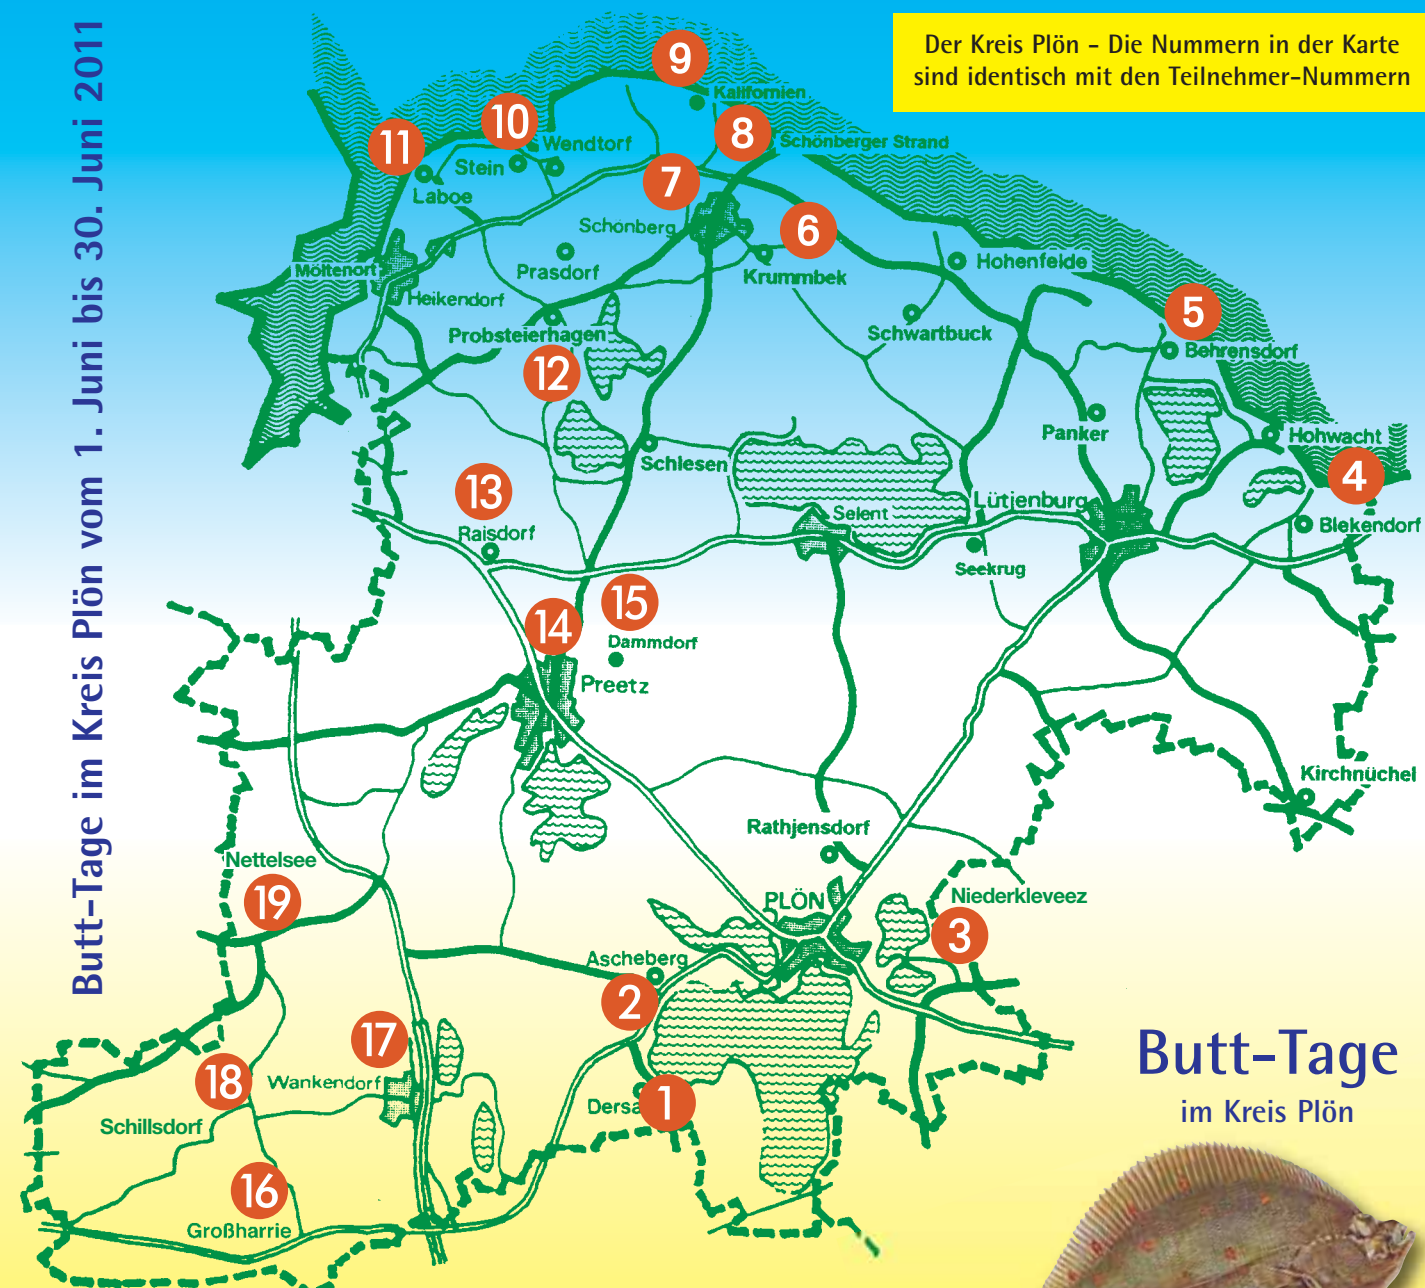 Butt-Tage im Kreis Plön vom 1. Juni bis 30. Juni 2011
Der Kreis Plön - Die Nummern in der Karte
sind identisch mit den Teilnehmer-Nummern
9
Kalifornien
10
8
11
Wendtorf
Schönberger Strand
Stein
7
Laboe
Schönberg
6
Prasdorf
Krummbek
Hohenfelde
Möltenort
Heikendorf
5
Probsteierhagen
Schwartbuck
Behrensdorf
12
Panker
Hohwacht
Schlesen
4
13
Lütjenburg
Selent
Raisdorf
Blekendorf
Seekrug
15
14
Dammdorf
Preetz
Kirchnüchel
Rathjensdorf
Nettelsee
19
PLÖN
Niederkleveez
3
Ascheberg
2
17
18
Wankendorf
1
Schillsdorf
16
Großharrie
Butt-Tage
im Kreis Plön